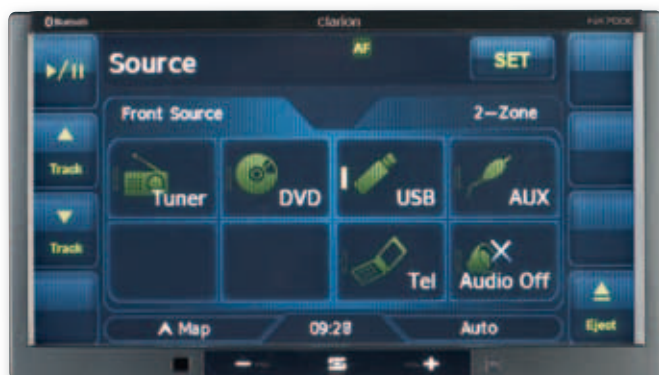 Bluetooth
clarion
Source
AF
SET
Front Source
2-Zone
Track
Tuner
DVD
USB
AUX
Track
Tel
Audio Off
Map
09:28
Auto
Eject